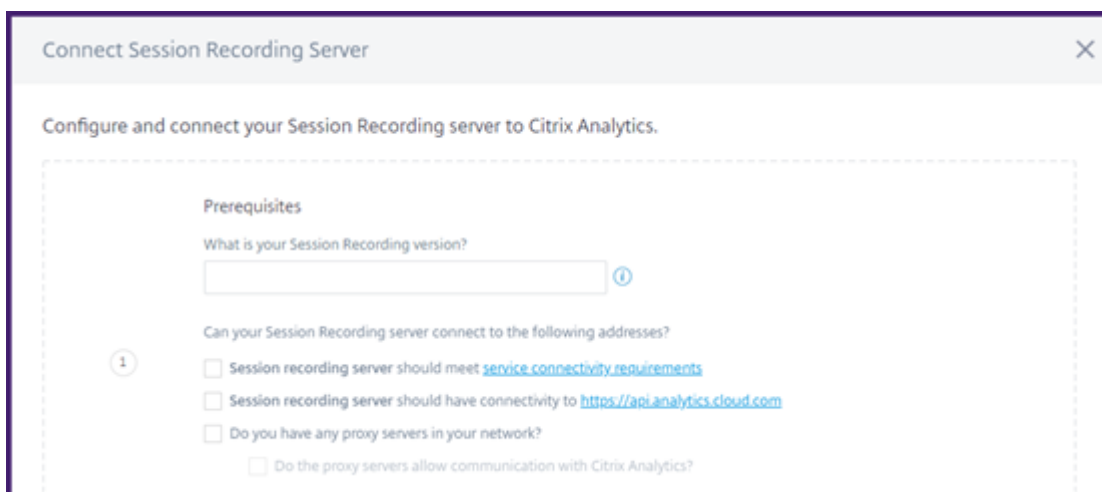 Connect Session Recording Server
Configure and connect your Session Recording server to Citrix Analytics.
Prerequisites
What is your Session Recording version?
Can your Session Recording server connect to the following addresses?
1
Session recording server should meet service connectivity requirements
Session recording server should have connectivity to https://api.analytics.cloud.com
Do you have any proxy servers in your network?
Do the proxy servers allow communication with Citrix Analytics?